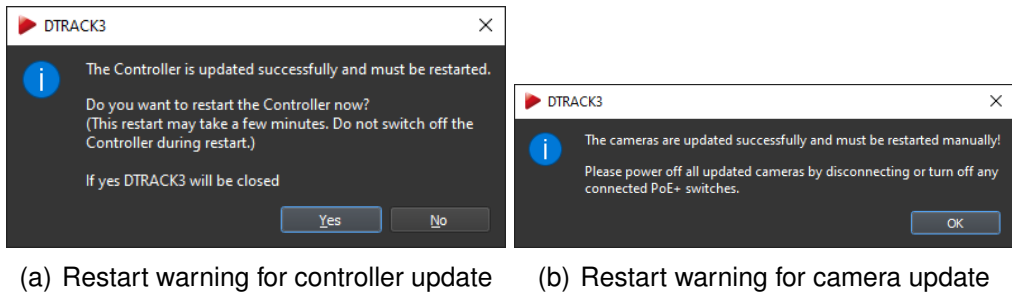 DTRACK3
The Controller is updated successfully and must be restarted.
Do you want to restart the Controller now?
(This restart may take a few minutes. Do not switch off the
Controller during restart.)
If yes DTRACK3 will be closed
Yes
No
(a) Restart warning for controller update
DTRACK3
The cameras are updated successfully and must be restarted manually!
Please power off all updated cameras by disconnecting or turn off any
connected PoE+ switches.
OK
(b) Restart warning for camera update